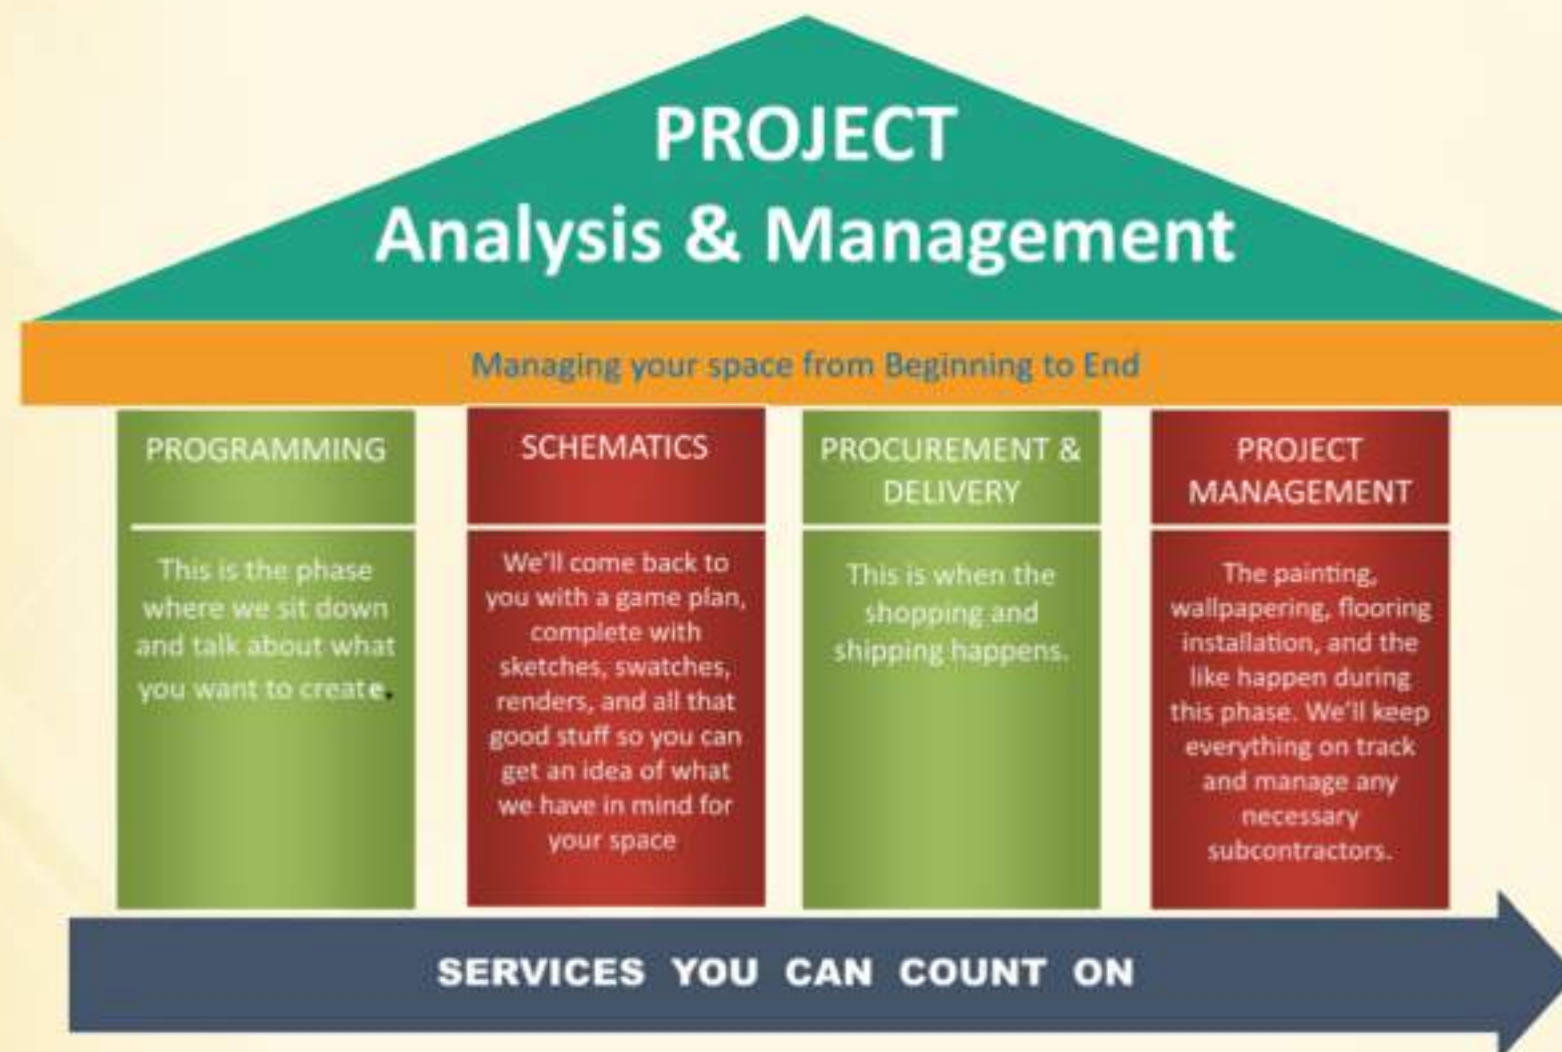 PROJECT
Analysis & Management
Managing your space from Beginning to End
PROGRAMMING
This is the phase
where we sit down
and talk about what
you want to create.
SCHEMATICS
We'll come back to
you with a game plan,
complete with
sketches, swatches,
renders, and all that
good stuff so you can
get an idea of what
we have in mind for
your space
PROCUREMENT &
DELIVERY
This is when the
shopping and
shipping happens.
PROJECT
MANAGEMENT
The painting,
wallpapering, flooring
installation, and the
like happen during
this phase. We'll keep
everything on track
and manage any
necessary
subcontractors.
SERVICES YOU CAN COUNT ON